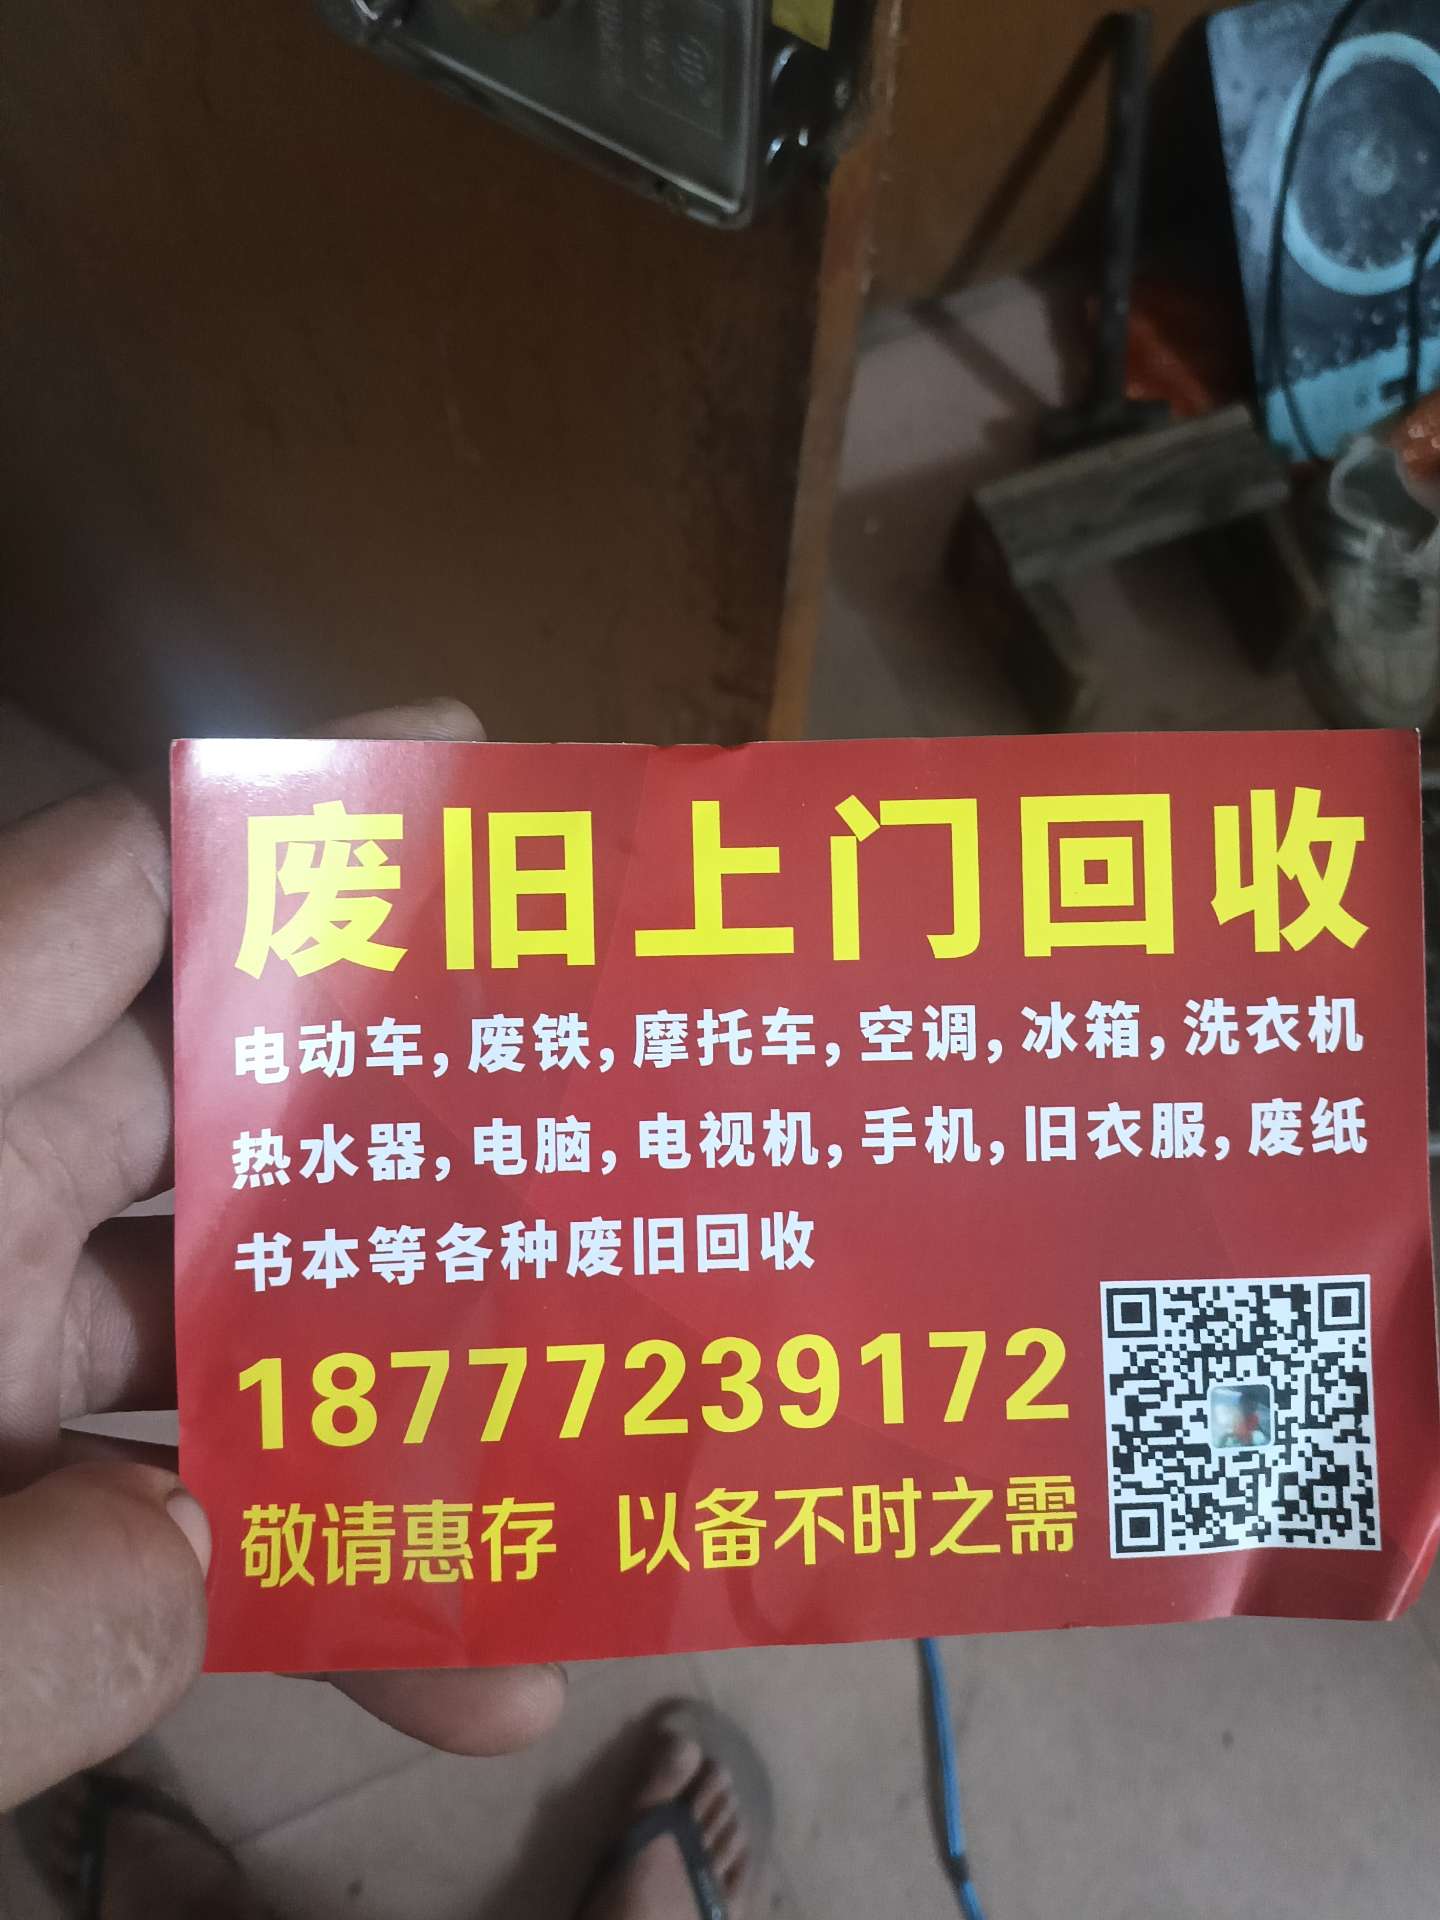 废旧上门回收
电动车，废铁，摩托车，空调，冰箱，洗衣机
热水器，电脑，电视机，手机，旧衣服，废纸
书本等各种废旧回收
18777239172
敬请惠存 以备不时之需